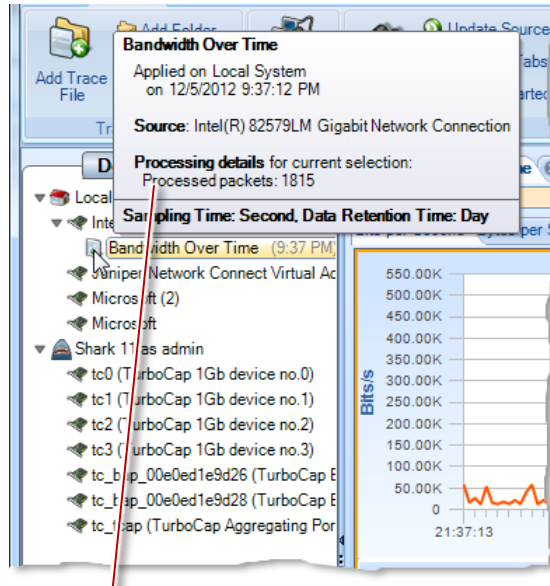 Add Folder
Update Source
Add Trace
File
Bandwidth Over Time
Applied on Local System
on 12/5/2012 9:37:12 PM
Source: Intel(R) 82579LM Gigabit Network Connection
Processing details for current selection:
Processed packets: 1815
Sampling Time: Second, Data Retention Time: Day
Local
Inte
Bandwidth Over Time (9:37 PM)
Juniper Network Connect Virtual Ad
Microsoft (2)
Microsoft
Shark 11 as admin
tc0 (TurboCap 1Gb device no.0)
tc1 (TurboCap 1Gb device no.1)
tc2 (TurboCap 1Gb device no.2)
tc3 (TurboCap 1Gb device no.3)
tc_bap_00e0ed1e9d26 (TurboCap B
tc_bap_00e0ed1e9d28 (TurboCap B
tc_tcap (TurboCap Aggregating Por
550.00K
500.00K
450.00K
400.00K
350.00K
300.00K
250.00K
200.00K
150.00K
100.00K
50.00K
0
Bits/s
21:37:13